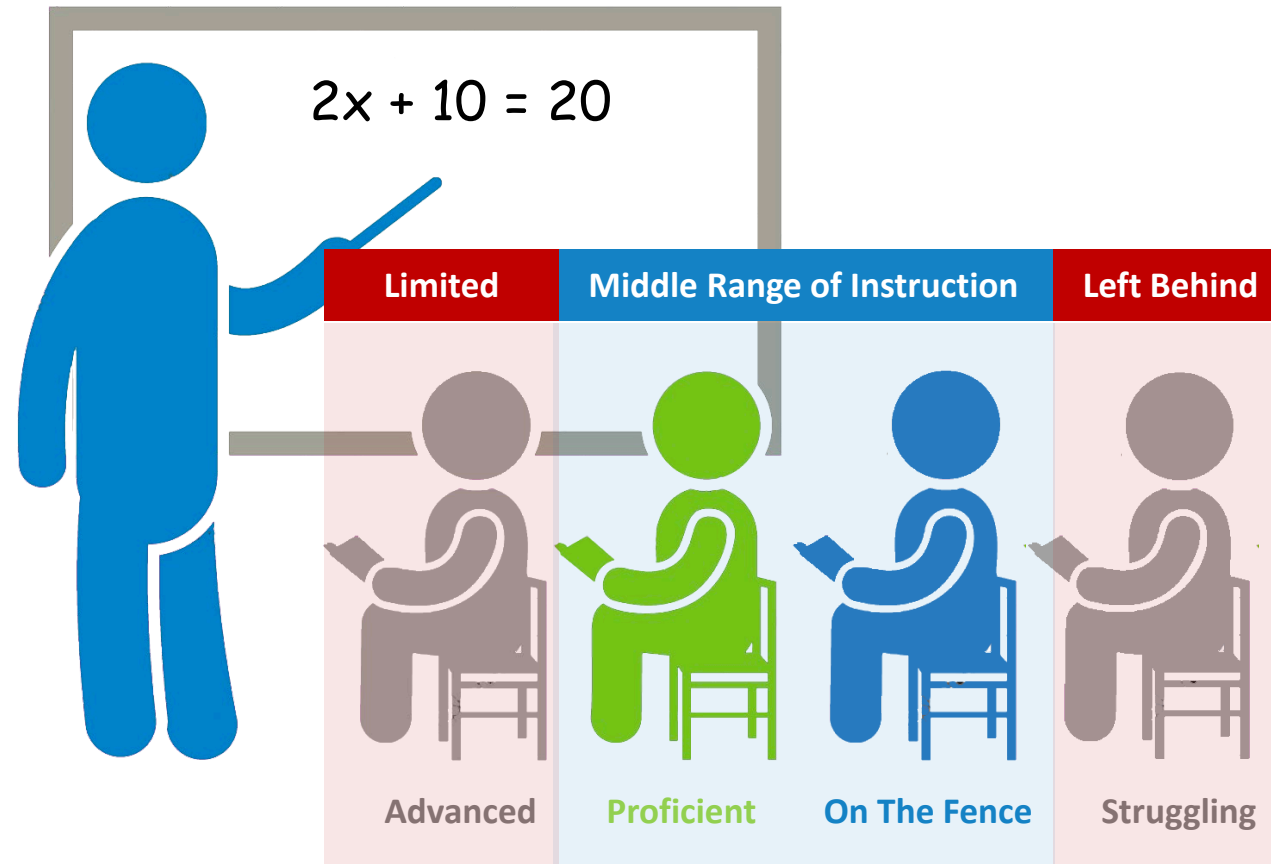 2x + 10 = 20
Limited Middle Range of Instruction Left Behind
Advanced Proficient On The Fence Struggling